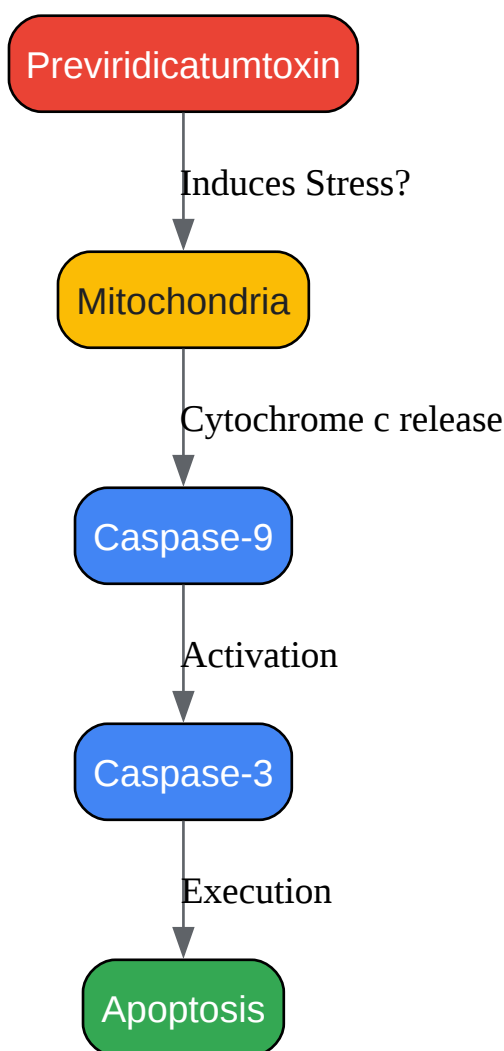 Previridicatumtoxin
Induces Stress?
Mitochondria
Cytochrome c release
Caspase-9
Activation
Caspase-3
Execution
Apoptosis